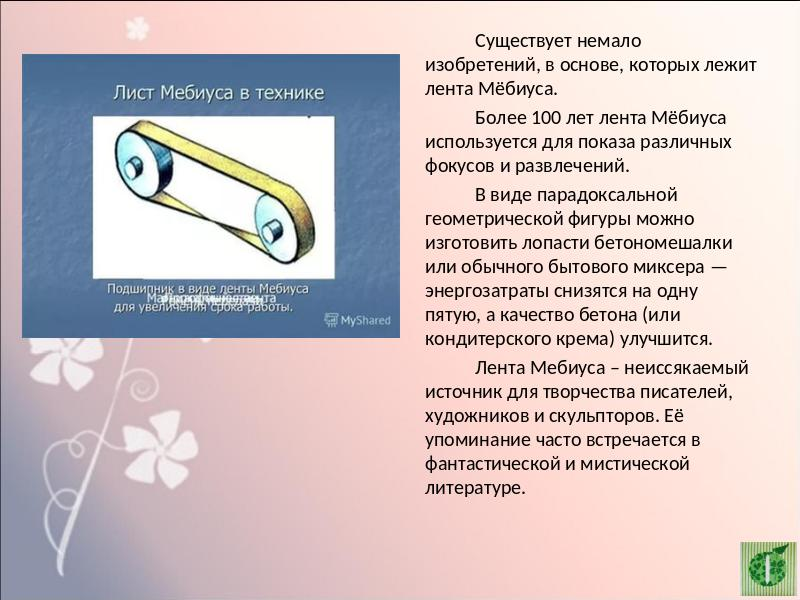 Лист Мебиуса в технике
Подшипник в виде ленты Мебиуса
для увеличения срока работы.
MyShared
Существует немало
изобретений, в основе, которых лежит
лента Мёбиуса.
Более 100 лет лента Мёбиуса
используется для показа различных
фокусов и развлечений.
В виде парадоксальной
геометрической фигуры можно
изготовить лопасти бетономешалки
или обычного бытового миксера —
энергозатраты снизятся на одну
пятую, а качество бетона (или
кондитерского крема) улучшится.
Лента Мебиуса – неиссякаемый
источник для творчества писателей,
художников и скульпторов. Её
упоминание часто встречается в
фантастической и мистической
литературе.